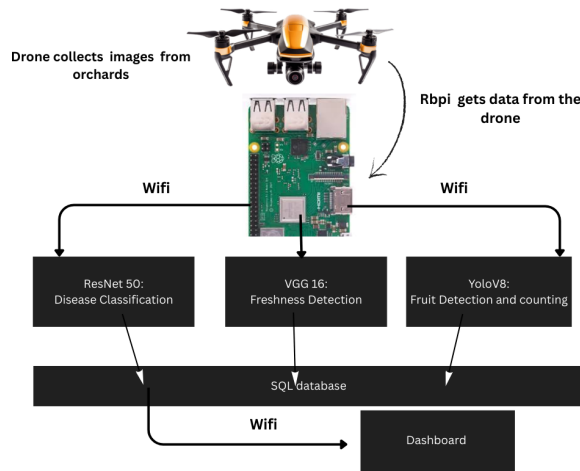 Drone collects images from
orchards
Rbpi gets data from the
drone
Wifi
Wifi
ResNet 50:
Disease Classification
VGG 16:
Freshness Detection
YoloV8:
Fruit Detection and counting
SQL database
Wifi
Dashboard